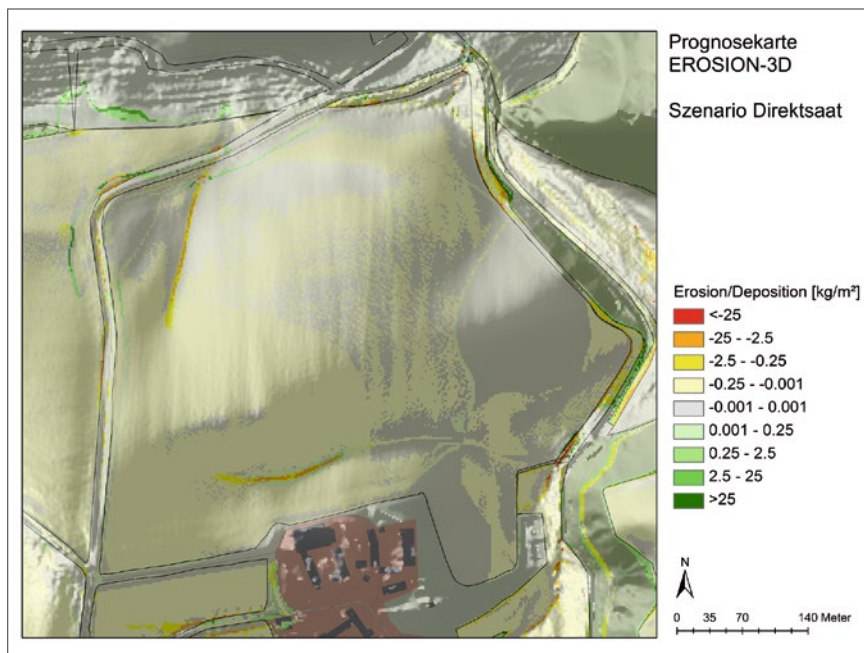 Prognosekarte
EROSION-3D
Szenario Direktsaat
Erosion/Deposition [kg/m²]
<-25
-25 - -2.5
-2.5 - -0.25
-0.25 - -0.001
-0.001 - 0.001
0.001 - 0.25
0.25 - 2.5
2.5 - 25
>25
N
0 35 70 140 Meter